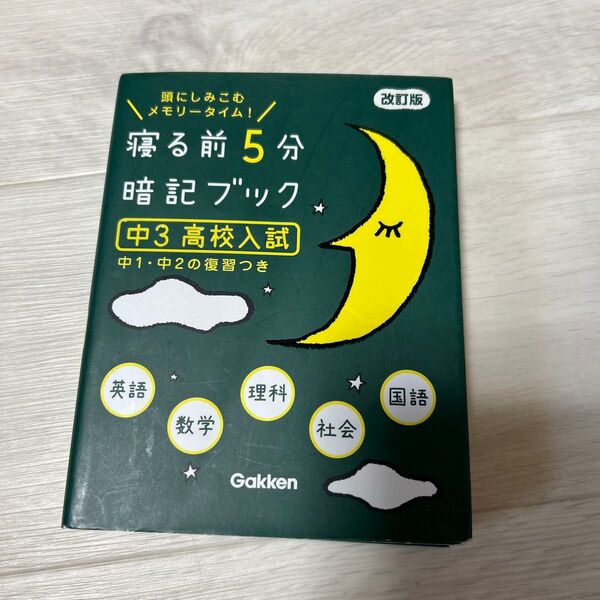 頭にしみこむ
メモリータイム!
改訂版
寝る前5分
暗記ブック
中3 高校入試
中1・中2の復習つき
英語
数学
理科
社会
国語
Gakken